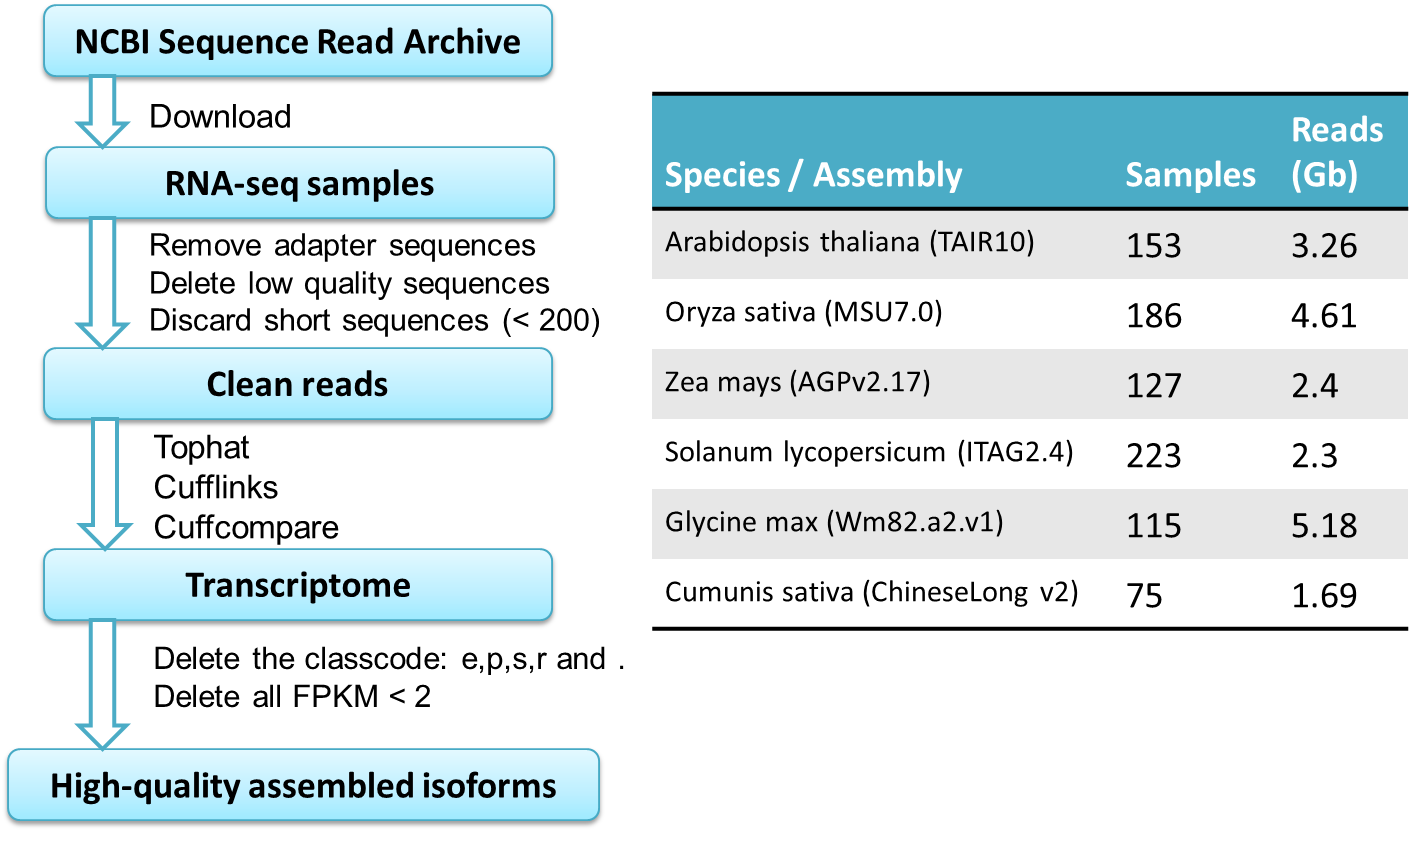 NCBI Sequence Read Archive
Download
RNA-seq samples
Remove adapter sequences
Delete low quality sequences
Discard short sequences (< 200)
Clean reads
Tophat
Cufflinks
Cuffcompare
Transcriptome
Delete the classcode: e,p,s,r and .
Delete all FPKM < 2
High-quality assembled isoforms
Species / Assembly Samples Reads (Gb)
Arabidopsis thaliana (TAIR10) 153 3.26
Oryza sativa (MSU7.0) 186 4.61
Zea mays (AGPv2.17) 127 2.4
Solanum lycopersicum (ITAG2.4) 223 2.3
Glycine max (Wm82.a2.v1) 115 5.18
Cumunis sativa (ChineseLong v2) 75 1.69